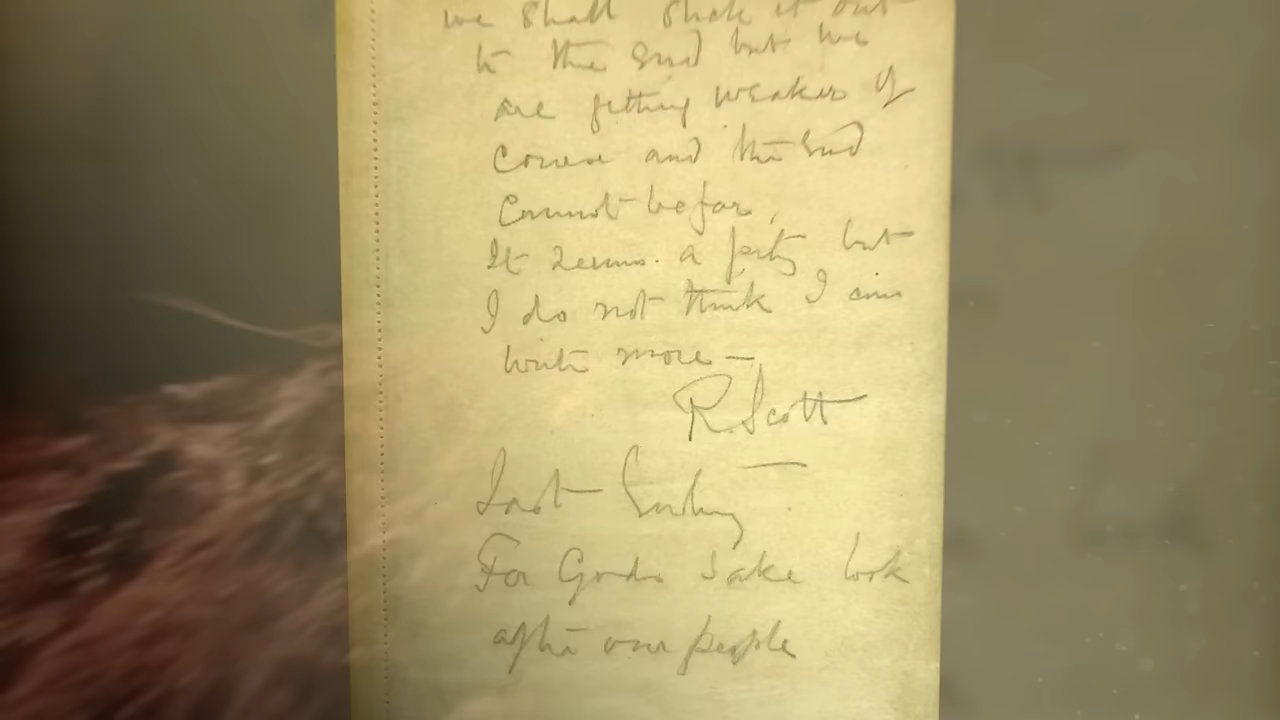 we shall stick it out
to the end but we
are getting weaker of
course and the end
cannot be far.
It seems a pity but
I do not think I can
write more —
R. Scott
Last Entry
For Gods sake look
after our people